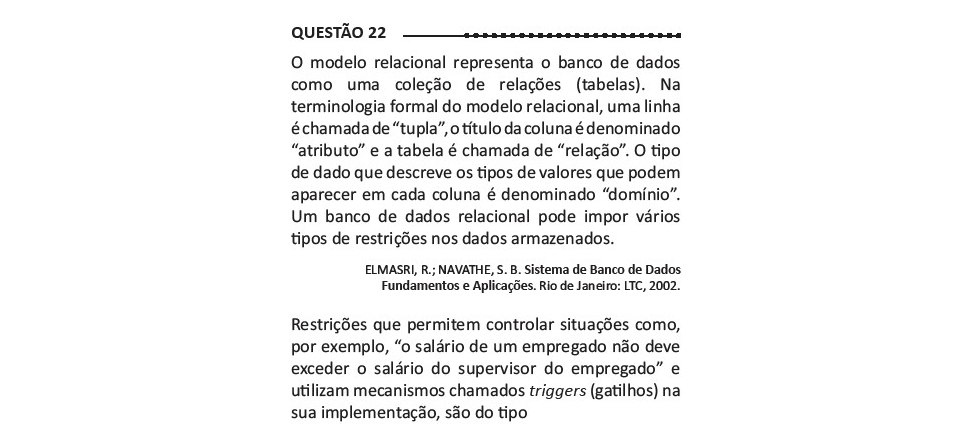 QUESTÃO 22
O modelo relacional representa o banco de dados
como uma coleção de relações (tabelas). Na
terminologia formal do modelo relacional, uma linha
é chamada de “tupla”, o título da coluna é denominado
“atributo” e a tabela é chamada de “relação”. O tipo
de dado que descreve os tipos de valores que podem
aparecer em cada coluna é denominado “domínio”.
Um banco de dados relacional pode impor vários
tipos de restrições nos dados armazenados.
ELMASRI, R.; NAVATHE, S. B. Sistema de Banco de Dados
Fundamentos e Aplicações. Rio de Janeiro: LTC, 2002.
Restrições que permitem controlar situações como,
por exemplo, “o salário de um empregado não deve
exceder o salário do supervisor do empregado” e
utilizam mecanismos chamados triggers (gatilhos) na
sua implementação, são do tipo